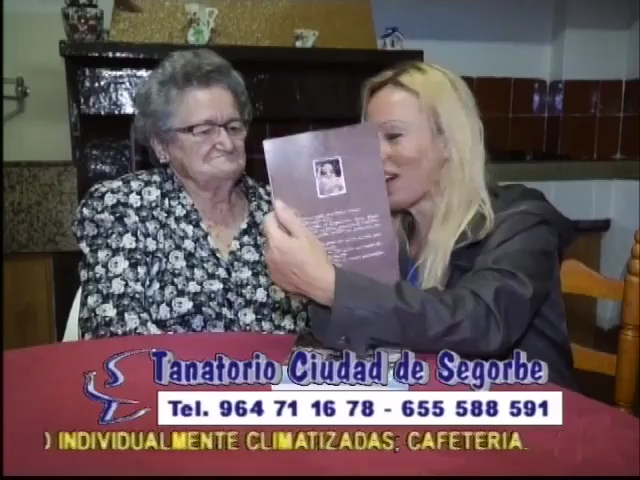 Tanatorio Ciudad de Segorbe
Tel. 964 71 16 78 - 655 588 591
) INDIVIDUALMENTE CLIMATIZADAS; CAFETERIA